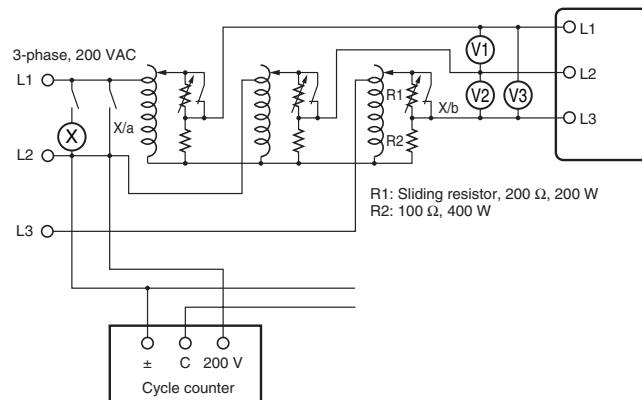 3-phase, 200 VAC
L1
X
X/a
L2
L3
R1
R2
X/b
V1
V2
V3
L1
L2
L3
R1: Sliding resistor, 200 Ω, 200 W
R2: 100 Ω, 400 W
± C 200 V
Cycle counter